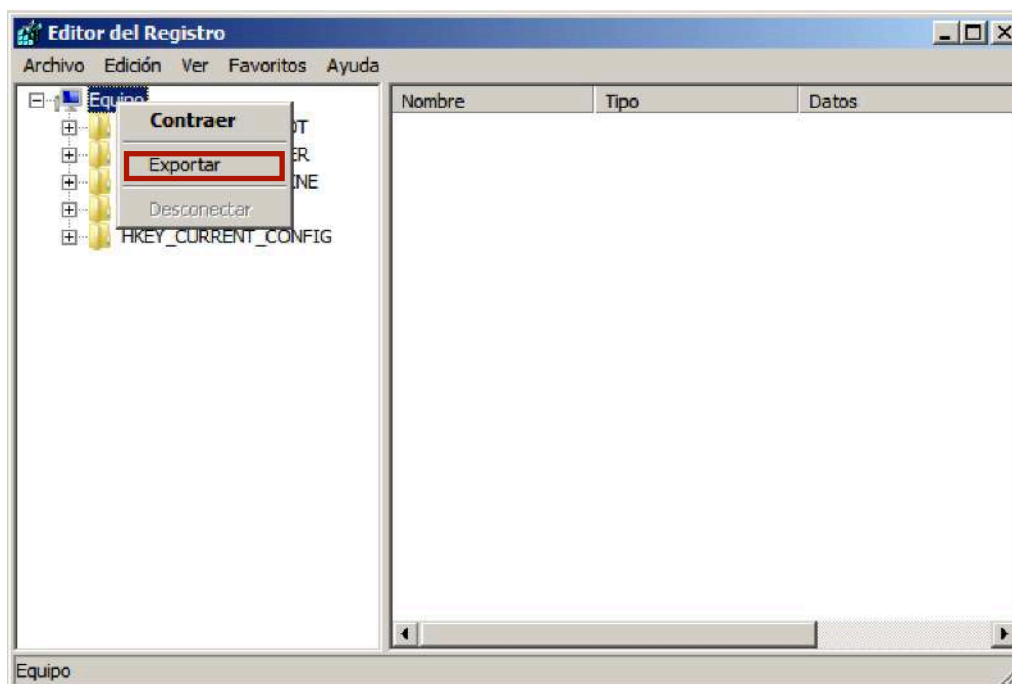 Editor del Registro
Archivo Edición Ver Favoritos Ayuda
Equipo
Nombre Tipo Datos
Contraer
Exportar
Desconectar
HKEY_CURRENT_CONFIG
Equipo